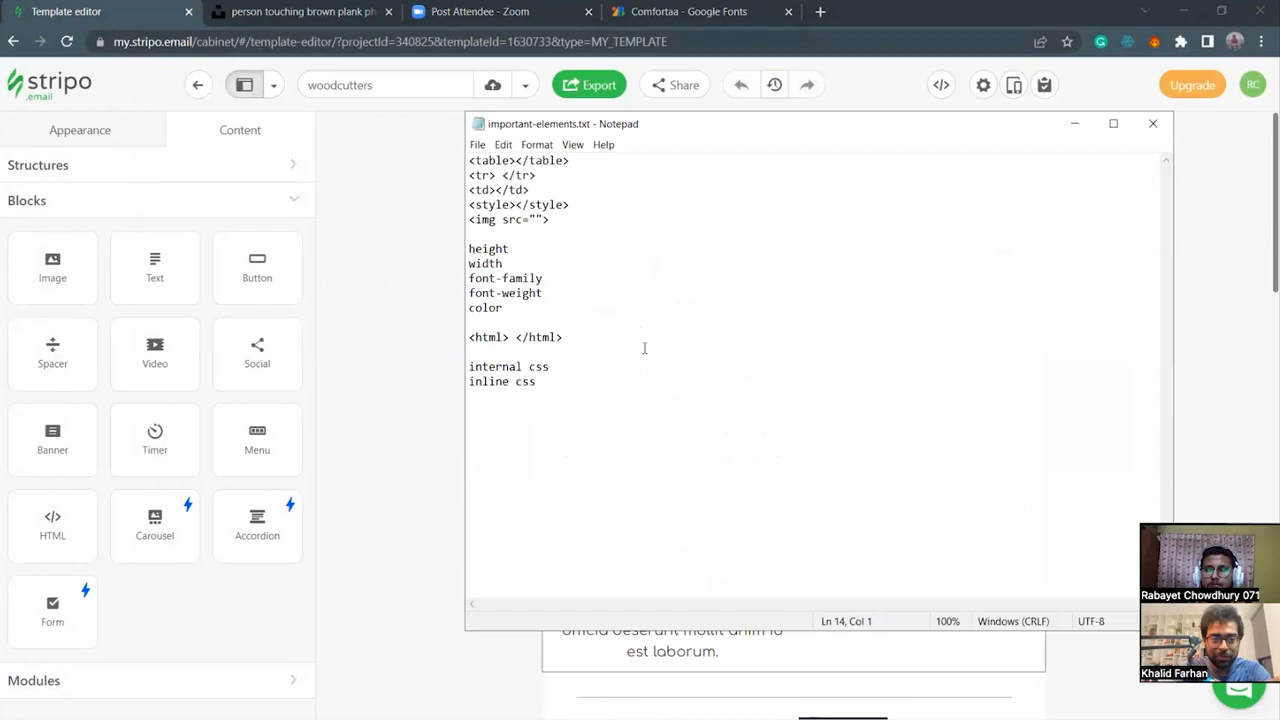 Template editor
person touching brown plank ph
Post Attendee - Zoom
Comfortaa - Google Fonts
my.stripo.email/cabinet/#/template-editor/?projectId=340825&templateId=1630733&type=MY_TEMPLATE
stripo
.email
woodcutters
Export
Share
Upgrade
RC
Appearance
Content
Structures
Blocks
Image
Text
Button
Spacer
Video
Social
Banner
Timer
Menu
HTML
Carousel
Accordion
Form
Modules
important-elements.txt - Notepad
File Edit Format View Help
<table></table>
<tr> </tr>
<td></td>
<style></style>
<img src="">
height
width
font-family
font-weight
color
<html> </html>
internal css
inline css
Ln 14, Col 1
100%
Windows (CRLF)
UTF-8
officia deserunt mollit anim id
est laborum.
Rabayet Chowdhury 071
Khalid Farhan